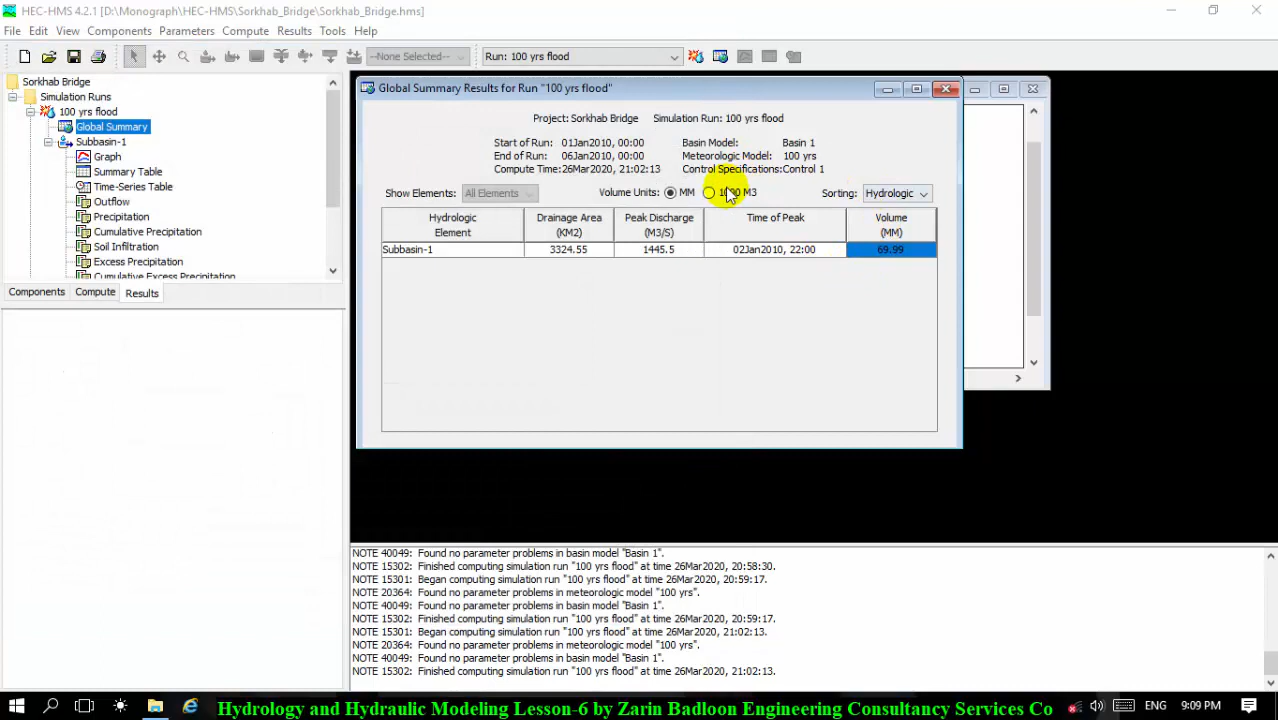 HEC-HMS 4.2.1 [D:\Monograph\HEC-HMS\Sorkhab_Bridge\Sorkhab_Bridge.hms]
File Edit View Components Parameters Compute Results Tools Help
--None Selected-- Run: 100 yrs flood
Sorkhab Bridge
Simulation Runs
100 yrs flood
Global Summary
Subbasin-1
Graph
Summary Table
Time-Series Table
Outflow
Precipitation
Cumulative Precipitation
Soil Infiltration
Excess Precipitation
Cumulative Excess Precipitation
Components Compute Results
Global Summary Results for Run "100 yrs flood"
Project: Sorkhab Bridge Simulation Run: 100 yrs flood
Start of Run: 01Jan2010, 00:00 Basin Model: Basin 1
End of Run: 06Jan2010, 00:00 Meteorologic Model: 100 yrs
Compute Time:26Mar2020, 21:02:13 Control Specifications:Control 1
Show Elements: All Elements Volume Units: MM 1000 M3 Sorting: Hydrologic
Hydrologic Drainage Area Peak Discharge Time of Peak Volume
Element (KM2) (M3/S) (MM)
Subbasin-1 3324.55 1445.5 02Jan2010, 22:00 69.99
NOTE 40049: Found no parameter problems in basin model "Basin 1".
NOTE 15302: Finished computing simulation run "100 yrs flood" at time 26Mar2020, 20:58:30.
NOTE 15301: Began computing simulation run "100 yrs flood" at time 26Mar2020, 20:59:17.
NOTE 20364: Found no parameter problems in meteorologic model "100 yrs".
NOTE 40049: Found no parameter problems in basin model "Basin 1".
NOTE 15302: Finished computing simulation run "100 yrs flood" at time 26Mar2020, 20:59:17.
NOTE 15301: Began computing simulation run "100 yrs flood" at time 26Mar2020, 21:02:13.
NOTE 20364: Found no parameter problems in meteorologic model "100 yrs".
NOTE 40049: Found no parameter problems in basin model "Basin 1".
NOTE 15302: Finished computing simulation run "100 yrs flood" at time 26Mar2020, 21:02:13.
Hydrology and Hydraulic Modeling Lesson-6 by Zarin Badloon Engineering Consultancy Services Co
ENG 9:09 PM